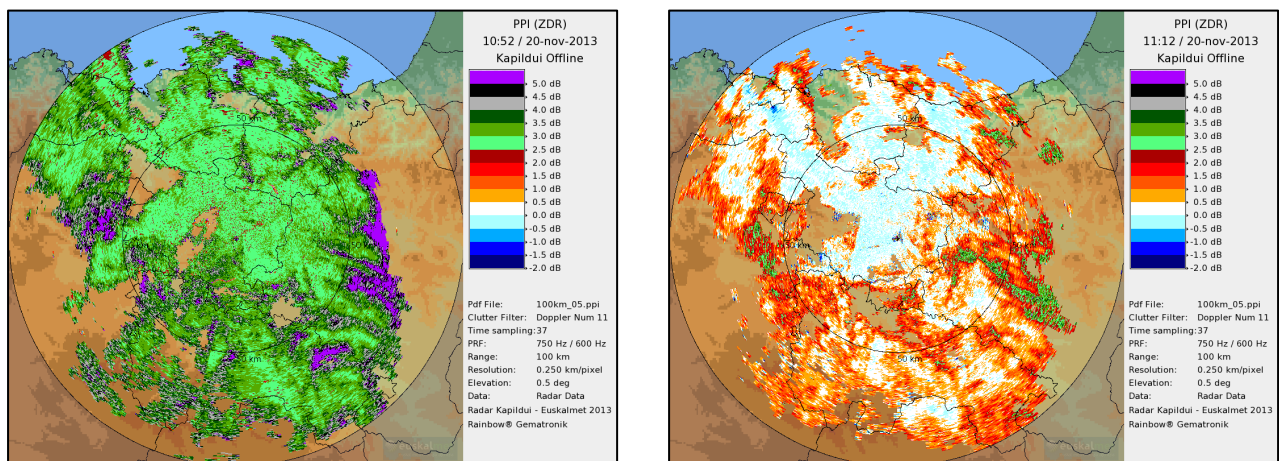 PPI (ZDR)
10:52 / 20-nov-2013
Kapildui Offline
5.0 dB
4.5 dB
4.0 dB
3.5 dB
3.0 dB
2.5 dB
2.0 dB
1.5 dB
1.0 dB
0.5 dB
0.0 dB
-0.5 dB
-1.0 dB
-1.5 dB
-2.0 dB
Pdf File: 100km_05.ppi
Clutter Filter: Doppler Num 11
Time sampling:37
PRF: 750 Hz / 600 Hz
Range: 100 km
Resolution: 0.250 km/pixel
Elevation: 0.5 deg
Data: Radar Data
Radar Kapildui - Euskalmet 2013
Rainbow® Gematronik
50 km
PPI (ZDR)
11:12 / 20-nov-2013
Kapildui Offline
5.0 dB
4.5 dB
4.0 dB
3.5 dB
3.0 dB
2.5 dB
2.0 dB
1.5 dB
1.0 dB
0.5 dB
0.0 dB
-0.5 dB
-1.0 dB
-1.5 dB
-2.0 dB
Pdf File: 100km_05.ppi
Clutter Filter: Doppler Num 11
Time sampling:37
PRF: 750 Hz / 600 Hz
Range: 100 km
Resolution: 0.250 km/pixel
Elevation: 0.5 deg
Data: Radar Data
Radar Kapildui - Euskalmet 2013
Rainbow® Gematronik
50 km
50 km